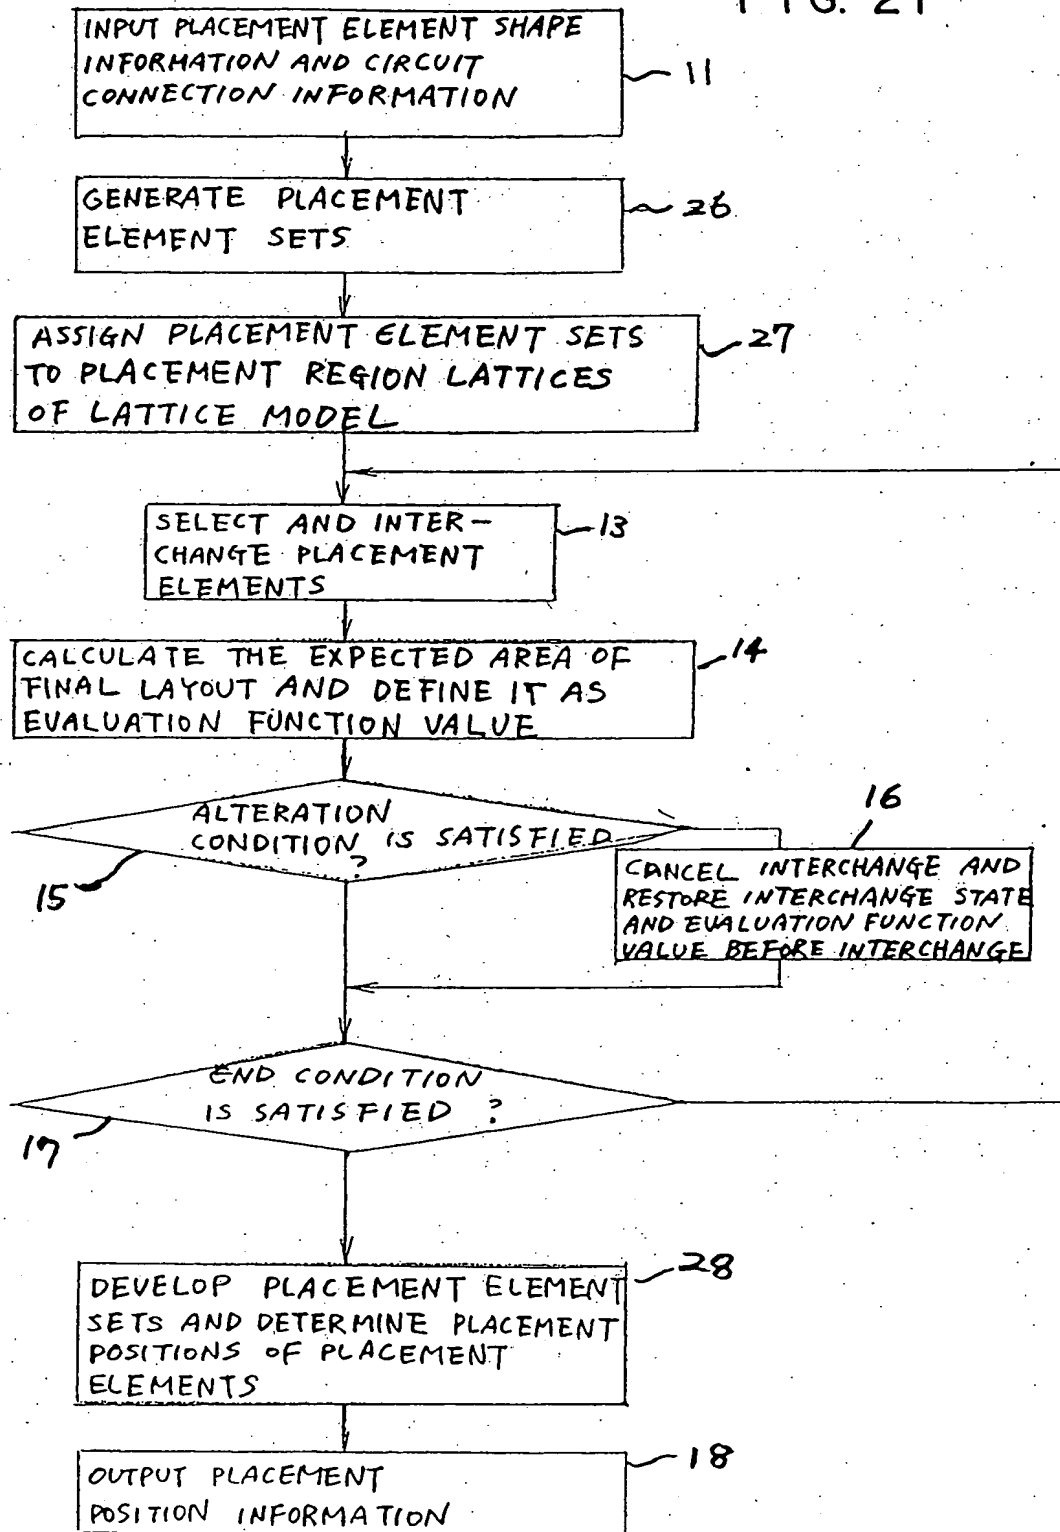 FIG. 21
INPUT PLACEMENT ELEMENT SHAPE
INFORMATION AND CIRCUIT
CONNECTION INFORMATION
11
GENERATE PLACEMENT
ELEMENT SETS
26
ASSIGN PLACEMENT ELEMENT SETS
TO PLACEMENT REGION LATTICES
OF LATTICE MODEL
27
SELECT AND INTER-
CHANGE PLACEMENT
ELEMENTS
13
CALCULATE THE EXPECTED AREA OF
FINAL LAYOUT AND DEFINE IT AS
EVALUATION FUNCTION VALUE
14
ALTERATION
CONDITION IS SATISFIED
?
15
16
CANCEL INTERCHANGE AND
RESTORE INTERCHANGE STATE
AND EVALUATION FUNCTION
VALUE BEFORE INTERCHANGE
END CONDITION
IS SATISFIED ?
17
DEVELOP PLACEMENT ELEMENT
SETS AND DETERMINE PLACEMENT
POSITIONS OF PLACEMENT
ELEMENTS
28
OUTPUT PLACEMENT
POSITION INFORMATION
18